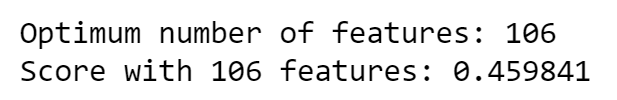 Optimum number of features: 106
Score with 106 features: 0.459841